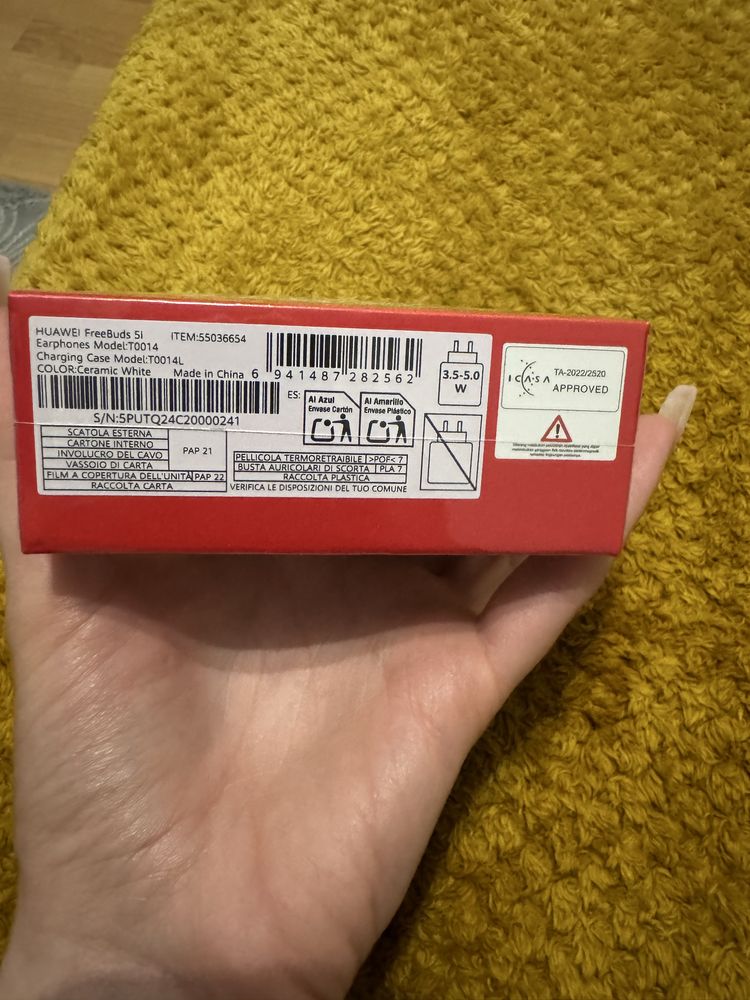 HUAWEI FreeBuds 5i
ITEM:55036654
Earphones Model:T0014
Charging Case Model:T0014L
COLOR:Ceramic White
Made in China
6 941487 282562
S/N:5PUTQ24C20000241
ES:
Al Azul
Envase Cartón
Al Amarillo
Envase Plástico
3.5-5.0
W
SCATOLA ESTERNA
CARTONE INTERNO
INVOLUCRO DEL CAVO
VASSOIO DI CARTA
PAP 21
FILM A COPERTURA DELL'UNITÀ
PAP 22
RACCOLTA CARTA
PELLICOLA TERMORETRAIBILE
>POF< 7
BUSTA AURICOLARI DI SCORTA
PLA 7
RACCOLTA PLASTICA
VERIFICA LE DISPOSIZIONI DEL TUO COMUNE
ICASA
TA-2022/2520
APPROVED